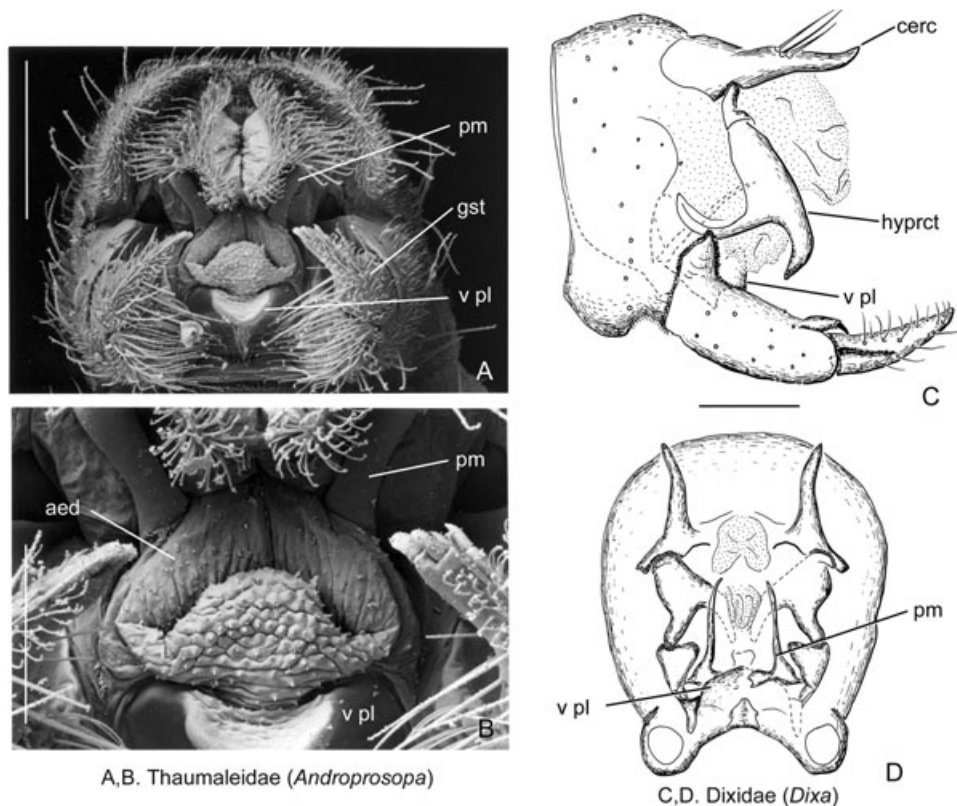 pm
gst
v pl
A
aed
pm
v pl
B
A,B. Thaumaleidae (Androprosopa)
cerc
hyprct
v pl
C
pm
v pl
D
C,D. Dixidae (Dixa)